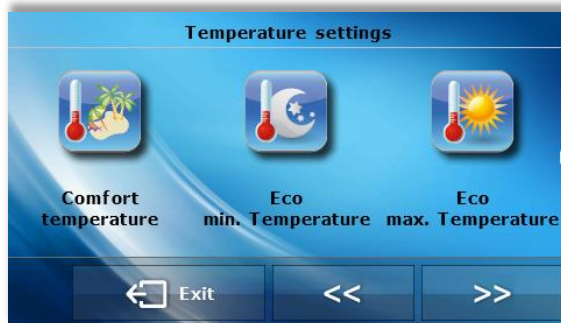 Temperature settings
Comfort
temperature
Eco
min. Temperature
Eco
max. Temperature
Exit
<<
>>